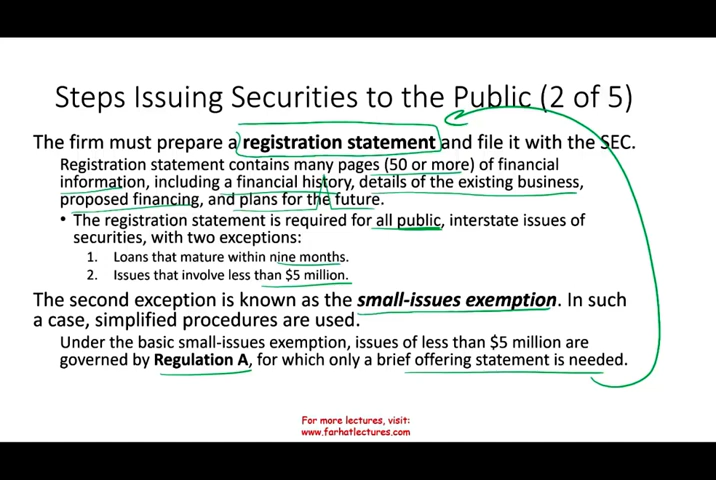 Steps Issuing Securities to the Public (2 of 5)
The firm must prepare a registration statement and file it with the SEC.
Registration statement contains many pages (50 or more) of financial
information, including a financial history, details of the existing business,
proposed financing, and plans for the future.
• The registration statement is required for all public, interstate issues of
securities, with two exceptions:
1. Loans that mature within nine months.
2. Issues that involve less than $5 million.
The second exception is known as the small-issues exemption. In such
a case, simplified procedures are used.
Under the basic small-issues exemption, issues of less than $5 million are
governed by Regulation A, for which only a brief offering statement is needed.
For more lectures, visit:
www.farhatlectures.com